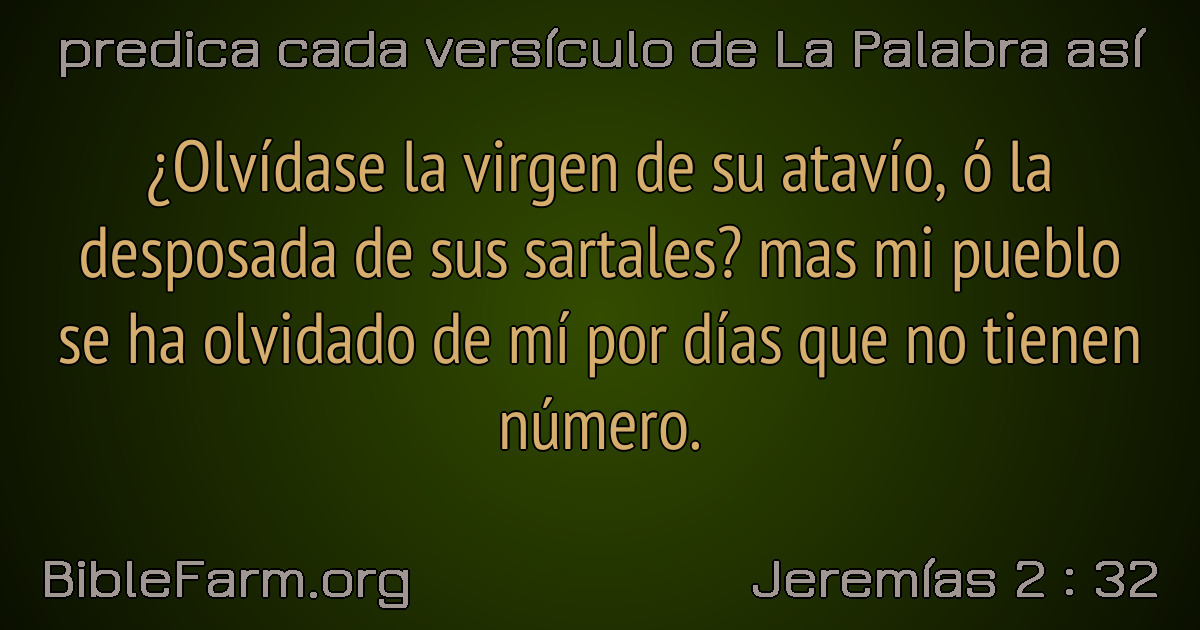 predica cada versículo de La Palabra así
¿Olvídase la virgen de su atavío, ó la
desposada de sus sartales? mas mi pueblo
se ha olvidado de mí por días que no tienen
número.
BibleFarm.org
Jeremías 2 : 32